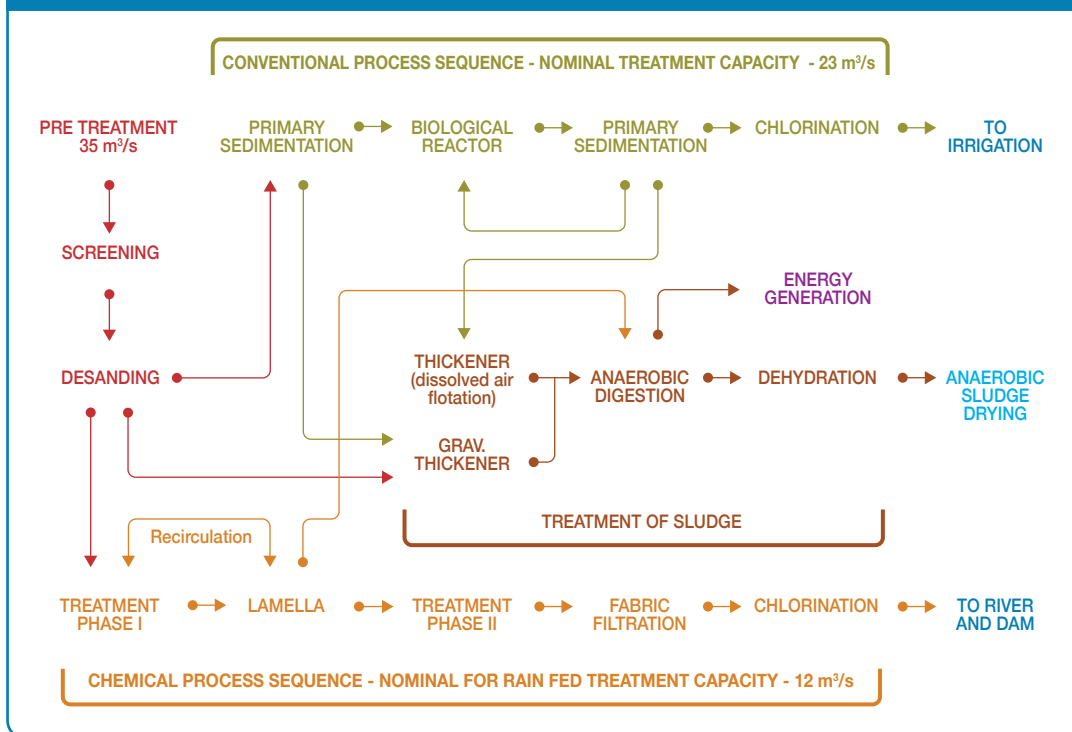 CONVENTIONAL PROCESS SEQUENCE - NOMINAL TREATMENT CAPACITY - 23 m³/s
PRE TREATMENT
35 m³/s
PRIMARY
SEDIMENTATION
BIOLOGICAL
REACTOR
PRIMARY
SEDIMENTATION
CHLORINATION
TO
IRRIGATION
SCREENING
ENERGY
GENERATION
DESANDING
THICKENER
(dissolved air
flotation)
ANAEROBIC
DIGESTION
DEHYDRATION
ANAEROBIC
SLUDGE
DRYING
GRAV.
THICKENER
TREATMENT OF SLUDGE
Recirculation
TREATMENT
PHASE I
LAMELLA
TREATMENT
PHASE II
FABRIC
FILTRATION
CHLORINATION
TO RIVER
AND DAM
CHEMICAL PROCESS SEQUENCE - NOMINAL FOR RAIN FED TREATMENT CAPACITY - 12 m³/s